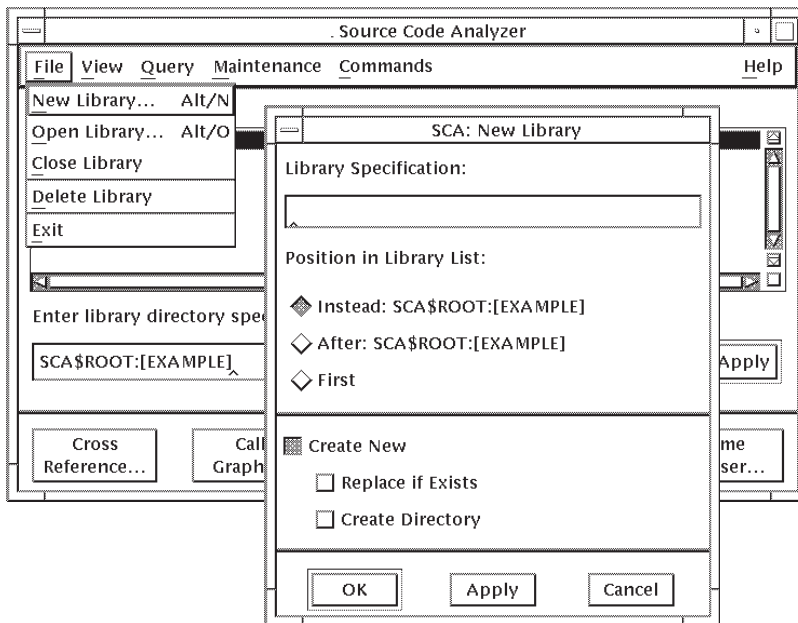 . Source Code Analyzer
File View Query Maintenance Commands Help
New Library... Alt/N
Open Library... Alt/O
Close Library
Delete Library
Exit
Enter library directory spe
SCA$ROOT:[EXAMPLE]
Apply
Cross
Reference...
Call
Graph
me
ser...
SCA: New Library
Library Specification:
Position in Library List:
Instead: SCA$ROOT:[EXAMPLE]
After: SCA$ROOT:[EXAMPLE]
First
Create New
Replace if Exists
Create Directory
OK Apply Cancel